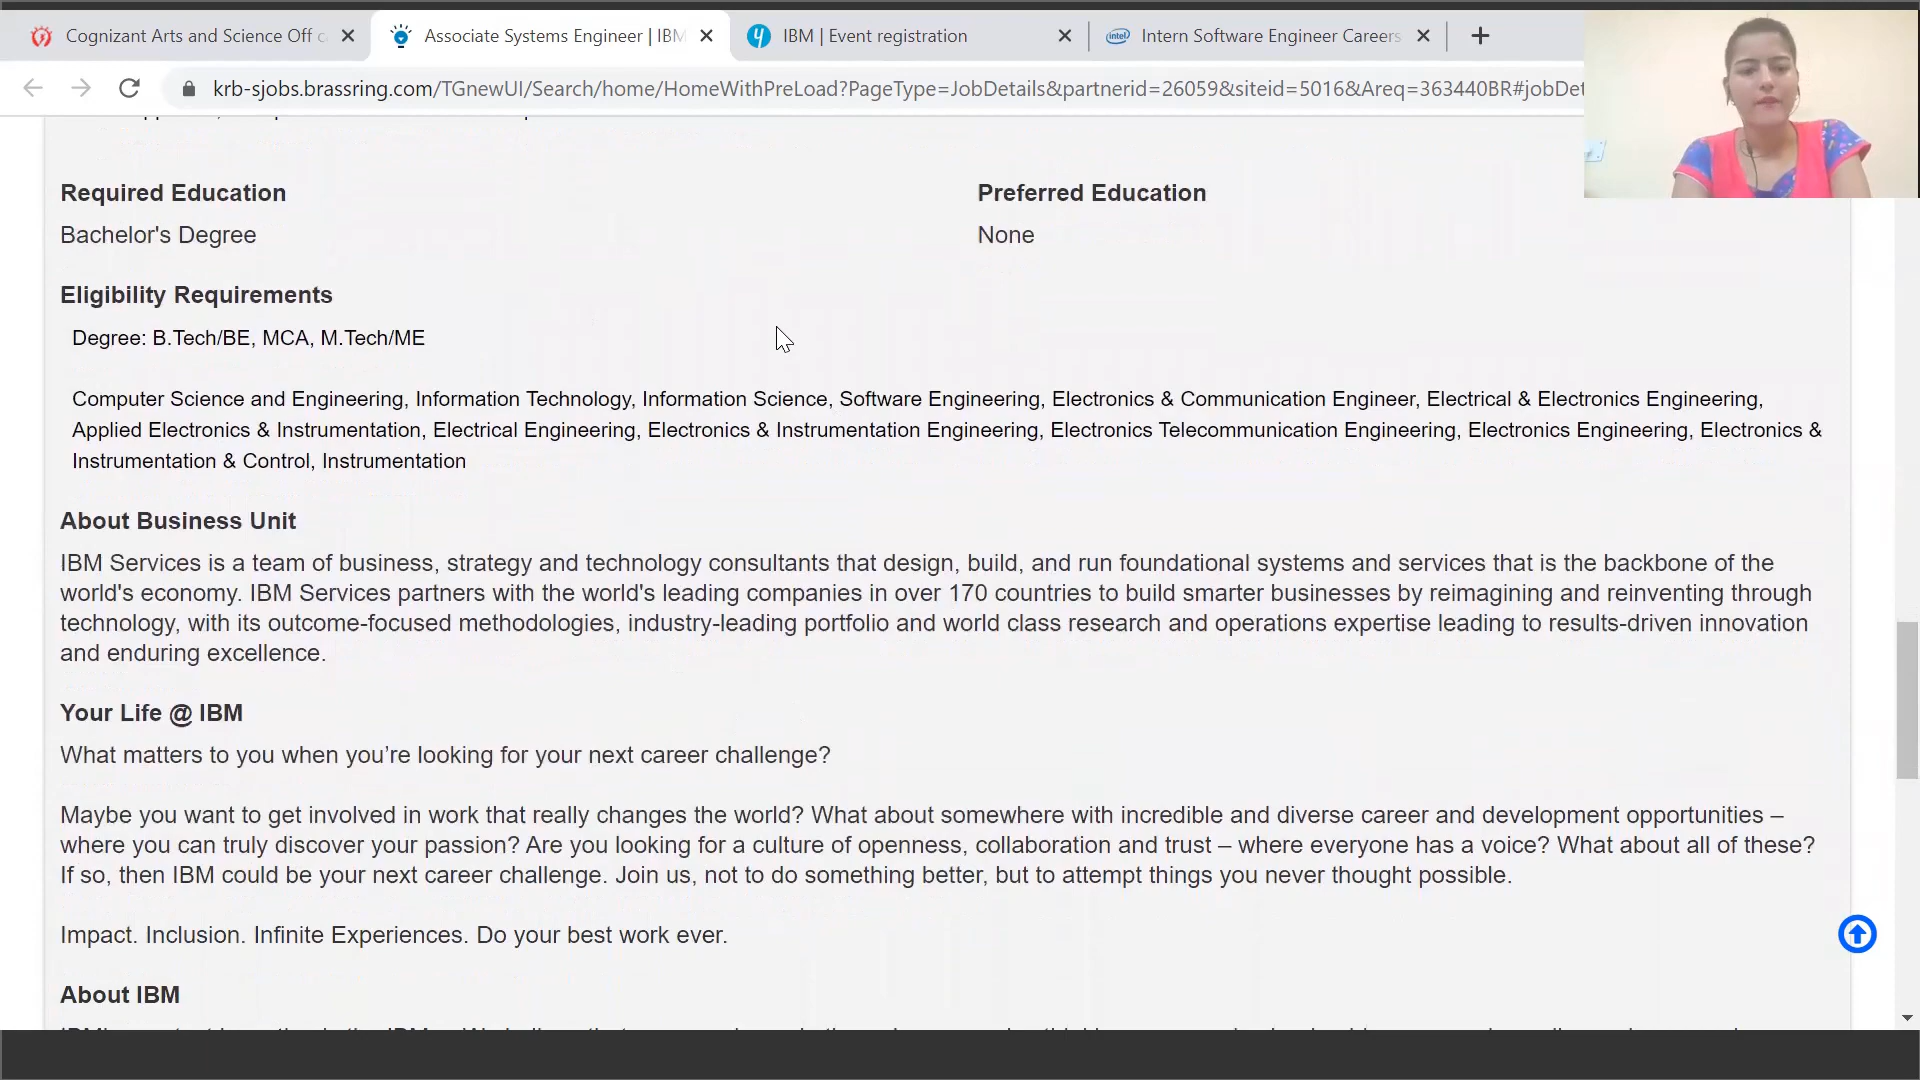 Cognizant Arts and Science Off c
Associate Systems Engineer | IBM
IBM | Event registration
intel
Intern Software Engineer Careers
krb-sjobs.brassring.com/TGnewUI/Search/home/HomeWithPreLoad?PageType=JobDetails&partnerid=26059&siteid=5016&Areq=363440BR#jobDet
Required Education
Preferred Education
Bachelor's Degree
None
Eligibility Requirements
Degree: B.Tech/BE, MCA, M.Tech/ME
Computer Science and Engineering, Information Technology, Information Science, Software Engineering, Electronics & Communication Engineer, Electrical & Electronics Engineering,
Applied Electronics & Instrumentation, Electrical Engineering, Electronics & Instrumentation Engineering, Electronics Telecommunication Engineering, Electronics Engineering, Electronics &
Instrumentation & Control, Instrumentation
About Business Unit
IBM Services is a team of business, strategy and technology consultants that design, build, and run foundational systems and services that is the backbone of the
world's economy. IBM Services partners with the world's leading companies in over 170 countries to build smarter businesses by reimagining and reinventing through
technology, with its outcome-focused methodologies, industry-leading portfolio and world class research and operations expertise leading to results-driven innovation
and enduring excellence.
Your Life @ IBM
What matters to you when you’re looking for your next career challenge?
Maybe you want to get involved in work that really changes the world? What about somewhere with incredible and diverse career and development opportunities –
where you can truly discover your passion? Are you looking for a culture of openness, collaboration and trust – where everyone has a voice? What about all of these?
If so, then IBM could be your next career challenge. Join us, not to do something better, but to attempt things you never thought possible.
Impact. Inclusion. Infinite Experiences. Do your best work ever.
About IBM